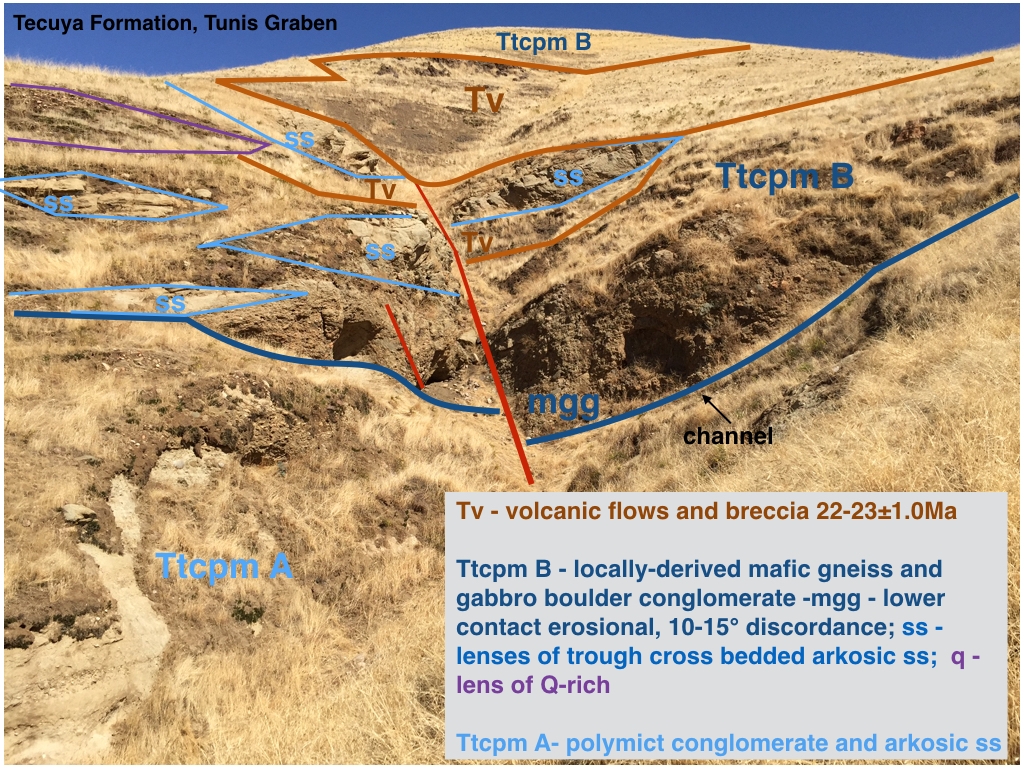 Tecuya Formation, Tunis Graben
Ttcpm B
Tv
ss
ss
Ttcpm B
Tv
ss
Tv
ss
ss
mgg
channel
Ttcpm A
Tv - volcanic flows and breccia 22-23±1.0Ma
Ttcpm B - locally-derived mafic gneiss and
gabbro boulder conglomerate -mgg - lower
contact erosional, 10-15° discordance; ss -
lenses of trough cross bedded arkosic ss; q -
lens of Q-rich
Ttcpm A- polymict conglomerate and arkosic ss